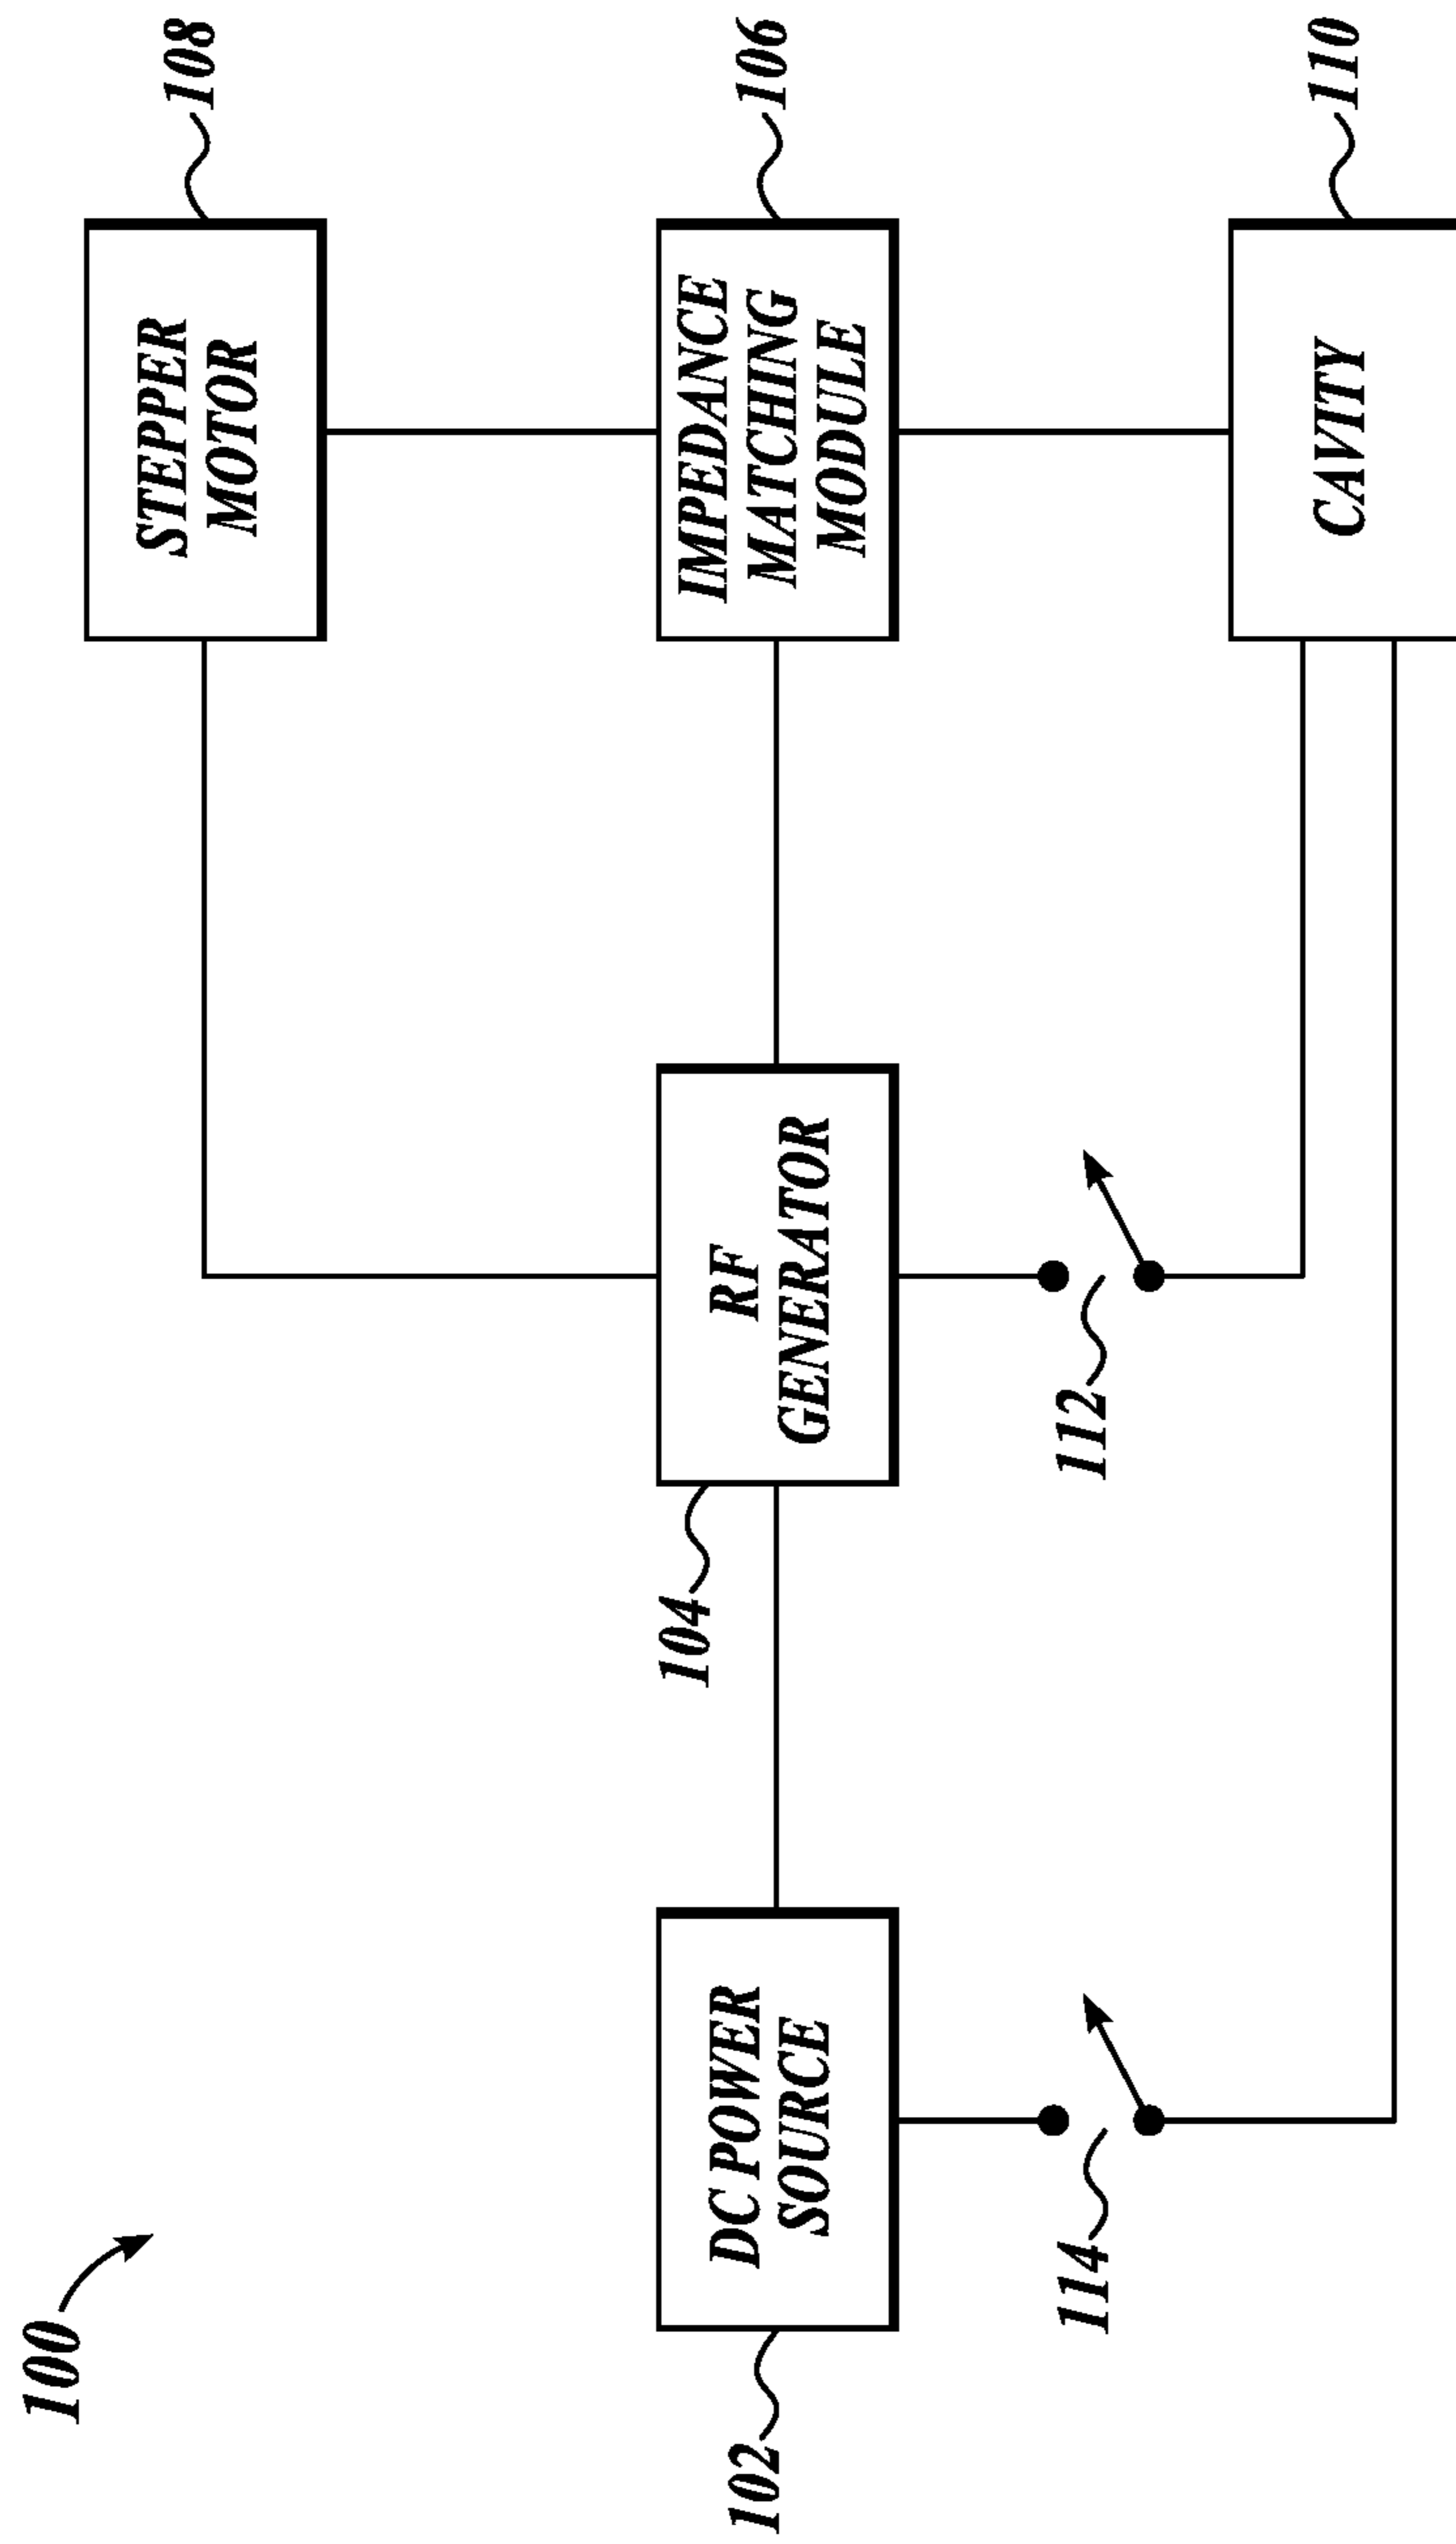 100
STEPPER
MOTOR
108
102
DC POWER
SOURCE
104
RF
GENERATOR
IMPEDANCE
MATCHING
MODULE
106
114
112
CAVITY
110